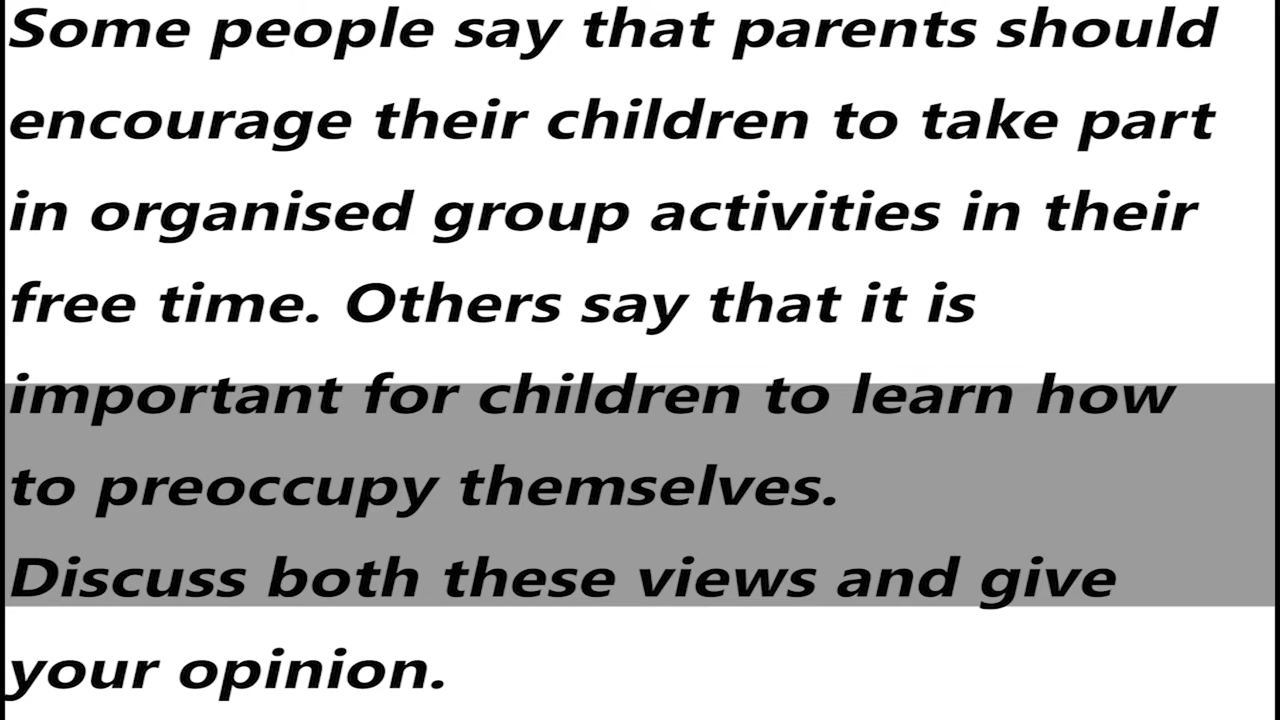 Some people say that parents should
encourage their children to take part
in organised group activities in their
free time. Others say that it is
important for children to learn how
to preoccupy themselves.
Discuss both these views and give
your opinion.